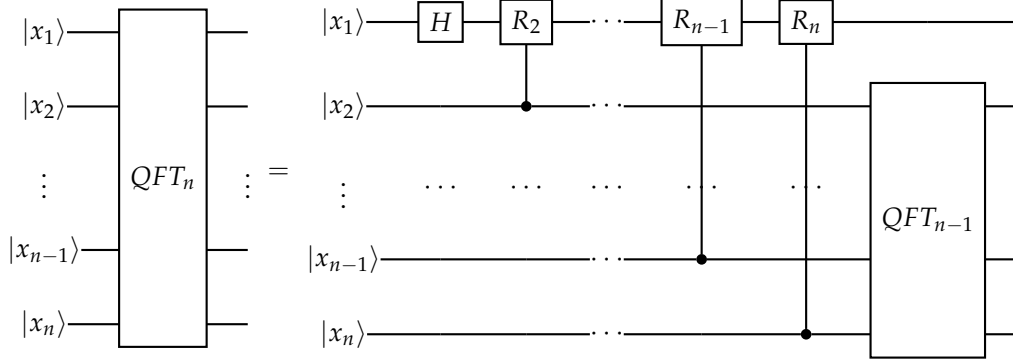 |x₁⟩ |x₁⟩ H R₂ ··· Rₙ₋₁ Rₙ
|x₂⟩ |x₂⟩ ···
⋮ QFTₙ ⋮ = ⋮ ··· ··· ··· ··· ··· QFTₙ₋₁
|xₙ₋₁⟩ |xₙ₋₁⟩ ···
|xₙ⟩ |xₙ⟩ ···